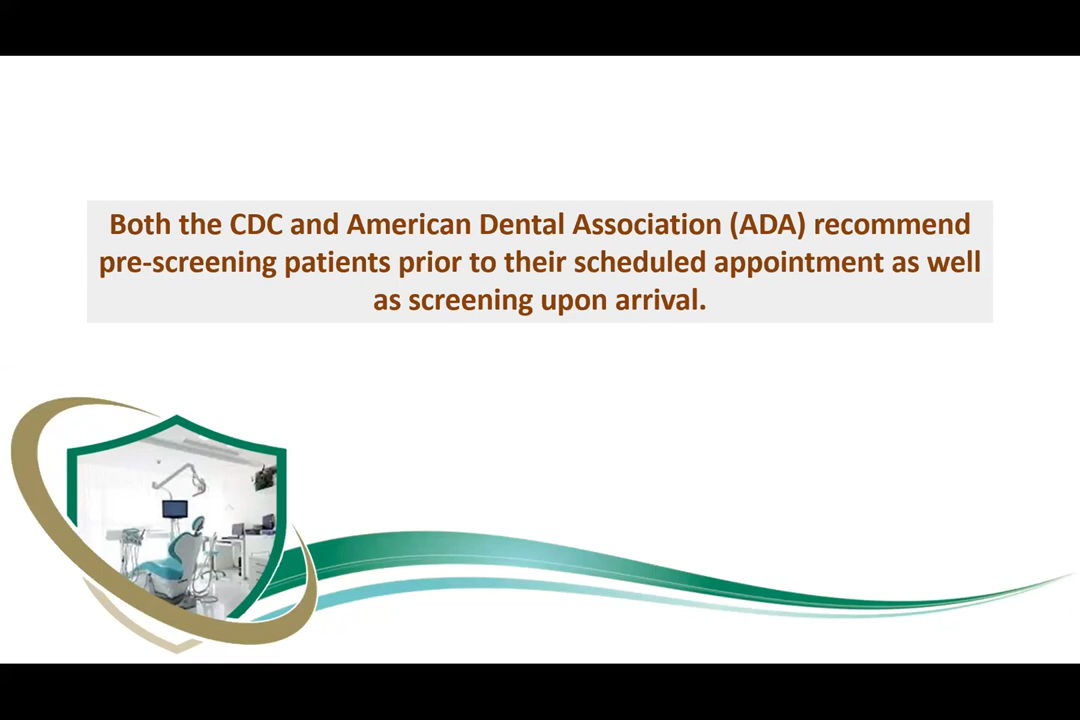 Both the CDC and American Dental Association (ADA) recommend
pre-screening patients prior to their scheduled appointment as well
as screening upon arrival.